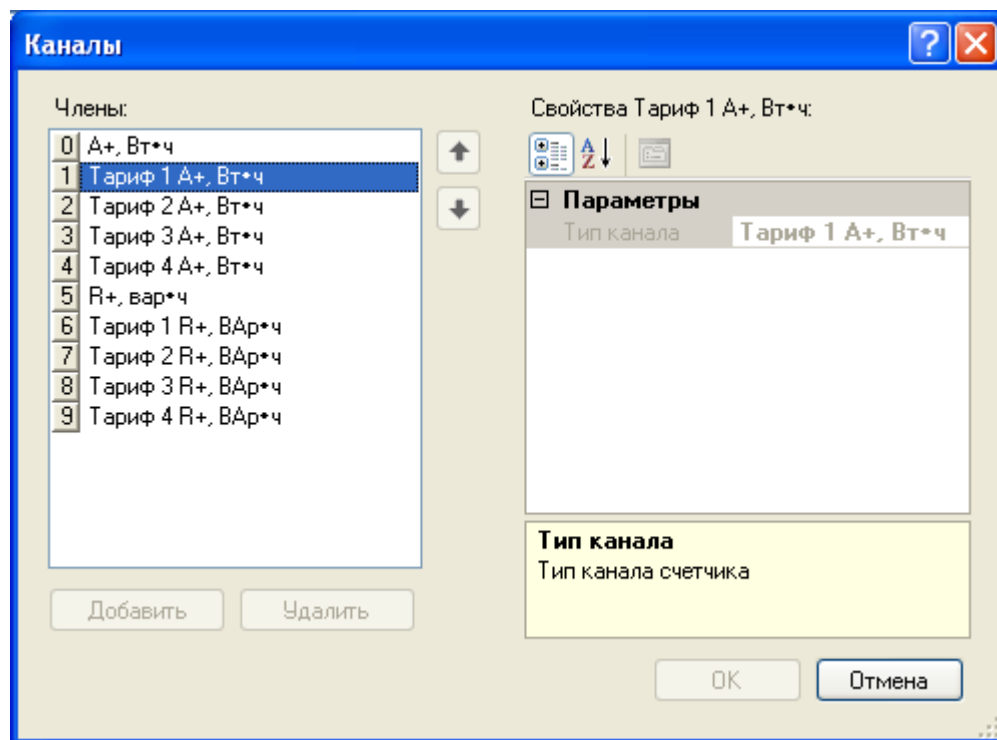 Каналы
Члены:
0 A+, Вт•ч
1 Тариф 1 A+, Вт•ч
2 Тариф 2 A+, Вт•ч
3 Тариф 3 A+, Вт•ч
4 Тариф 4 A+, Вт•ч
5 R+, вар•ч
6 Тариф 1 R+, ВАр•ч
7 Тариф 2 R+, ВАр•ч
8 Тариф 3 R+, ВАр•ч
9 Тариф 4 R+, ВАр•ч
Добавить Удалить
Свойства Тариф 1 A+, Вт•ч:
Параметры
Тип канала Тариф 1 A+, Вт•ч
Тип канала
Тип канала счетчика
OK Отмена